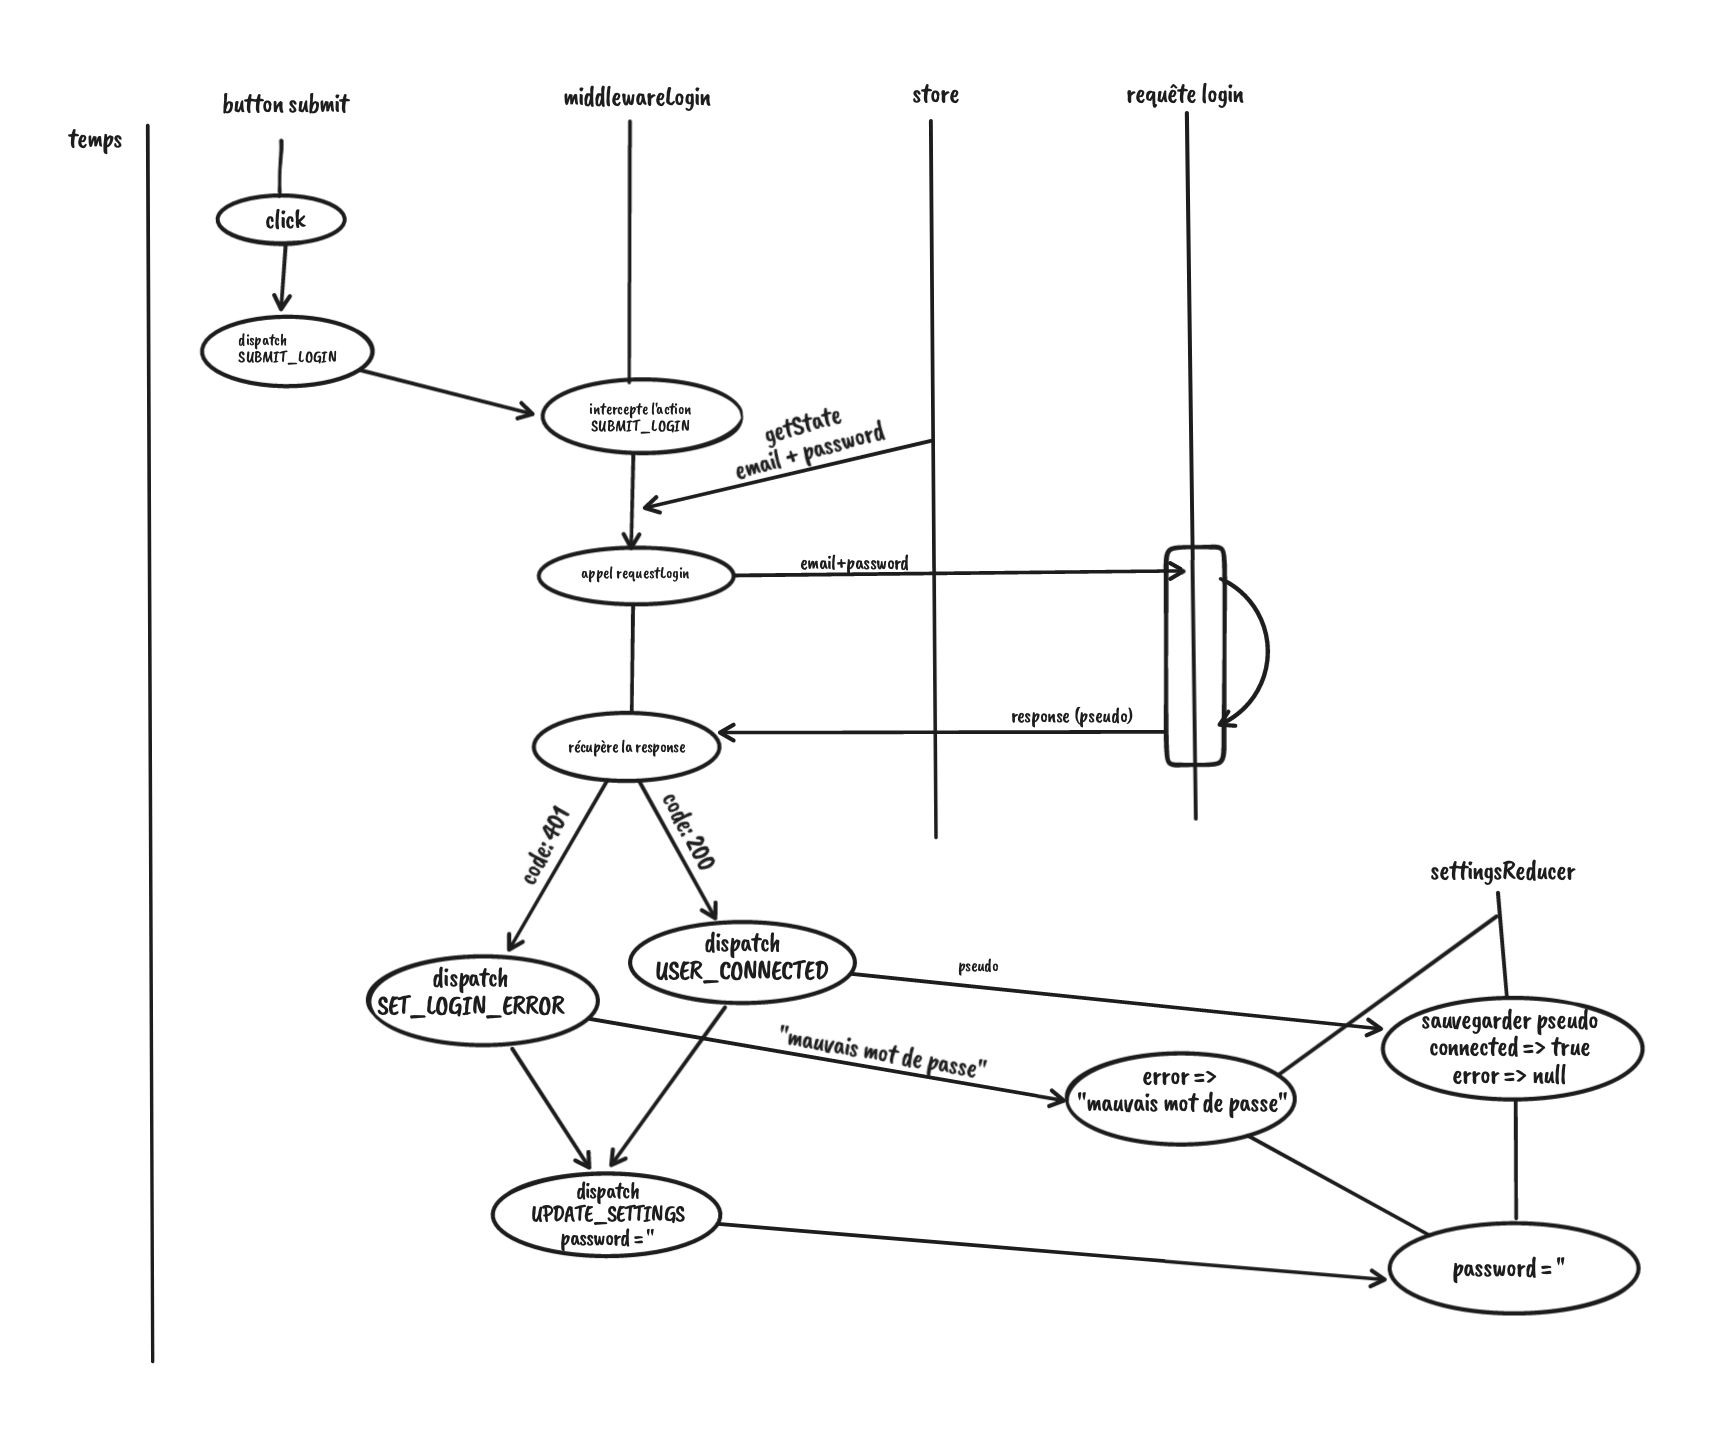 button submit
middlewareLogin
store
requête login
temps
click
dispatch
SUBMIT_LOGIN
intercepte l'action
SUBMIT_LOGIN
getState
email + password
appel requestLogin
email+password
response (pseudo)
récupère la response
code: 401
code: 200
settingsReducer
dispatch
USER_CONNECTED
pseudo
dispatch
SET_LOGIN_ERROR
"mauvais mot de passe"
sauvegarder pseudo
connected => true
error => null
error =>
"mauvais mot de passe"
dispatch
UPDATE_SETTINGS
password = ''
password = ''